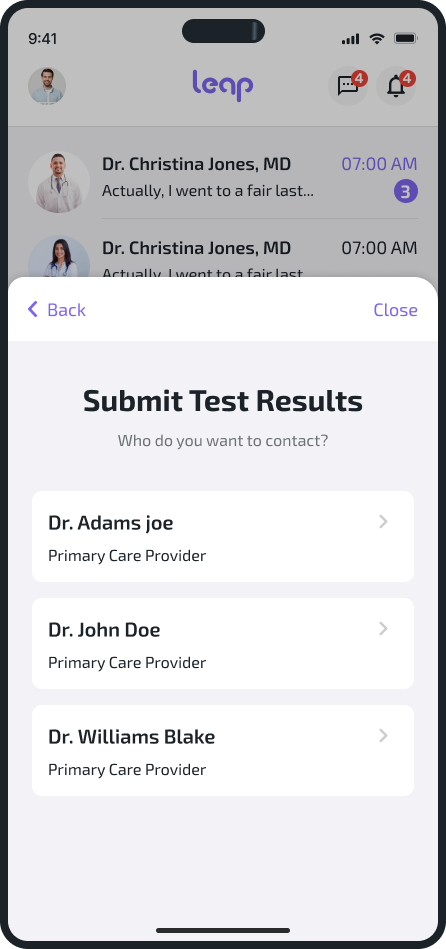 9:41
leap
4
4
Dr. Christina Jones, MD
07:00 AM
Actually, I went to a fair last...
3
Dr. Christina Jones, MD
07:00 AM
Actually, I went to a fair last
Back
Close
Submit Test Results
Who do you want to contact?
Dr. Adams joe
Primary Care Provider
Dr. John Doe
Primary Care Provider
Dr. Williams Blake
Primary Care Provider